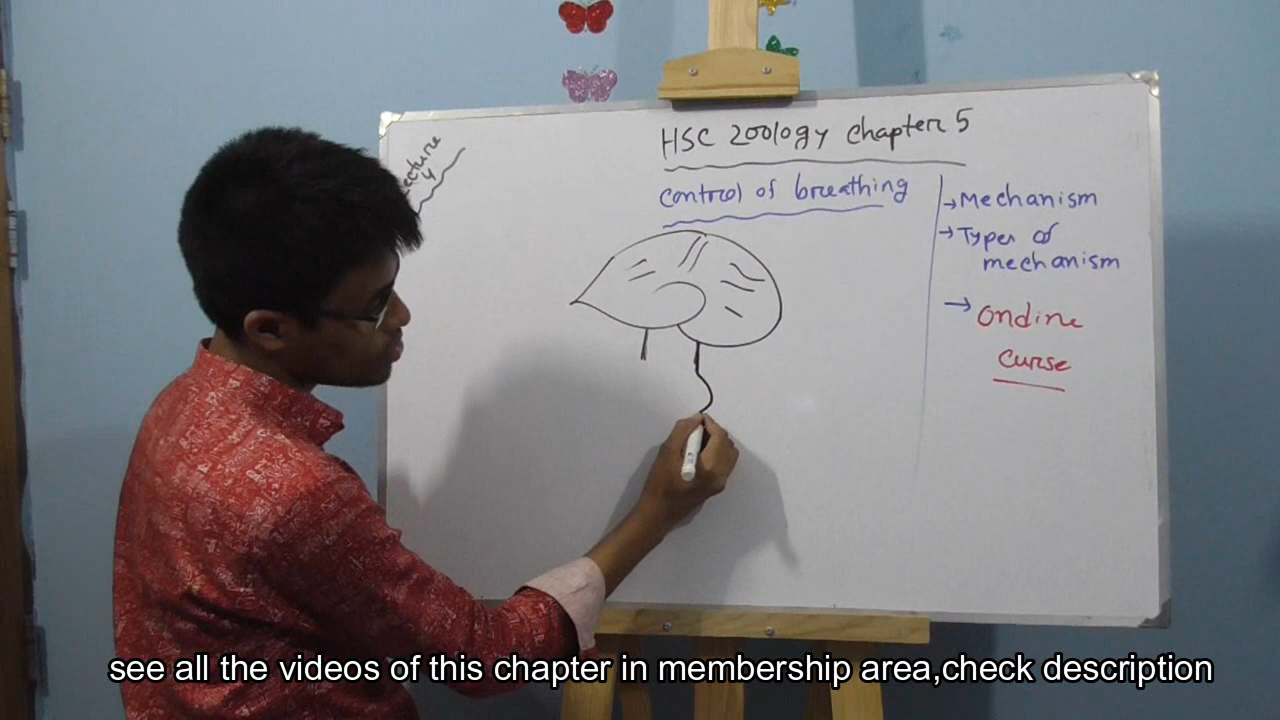 HSC Zoology Chapter 5
Lecture
4
control of breathing
→ Mechanism
→ Types of
mechanism
→ Ondine
Curse
see all the videos of this chapter in membership area,check description